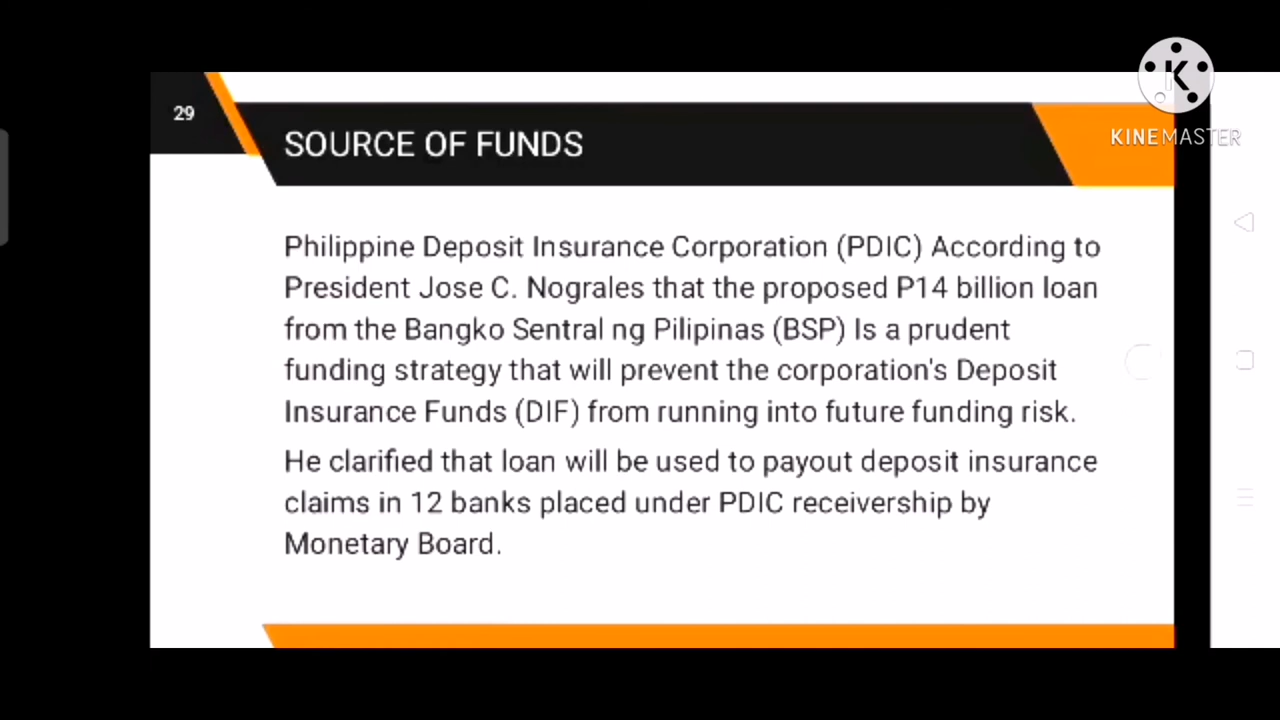 29
SOURCE OF FUNDS
KINEMASTER
Philippine Deposit Insurance Corporation (PDIC) According to
President Jose C. Nograles that the proposed P14 billion loan
from the Bangko Sentral ng Pilipinas (BSP) Is a prudent
funding strategy that will prevent the corporation's Deposit
Insurance Funds (DIF) from running into future funding risk.
He clarified that loan will be used to payout deposit insurance
claims in 12 banks placed under PDIC receivership by
Monetary Board.